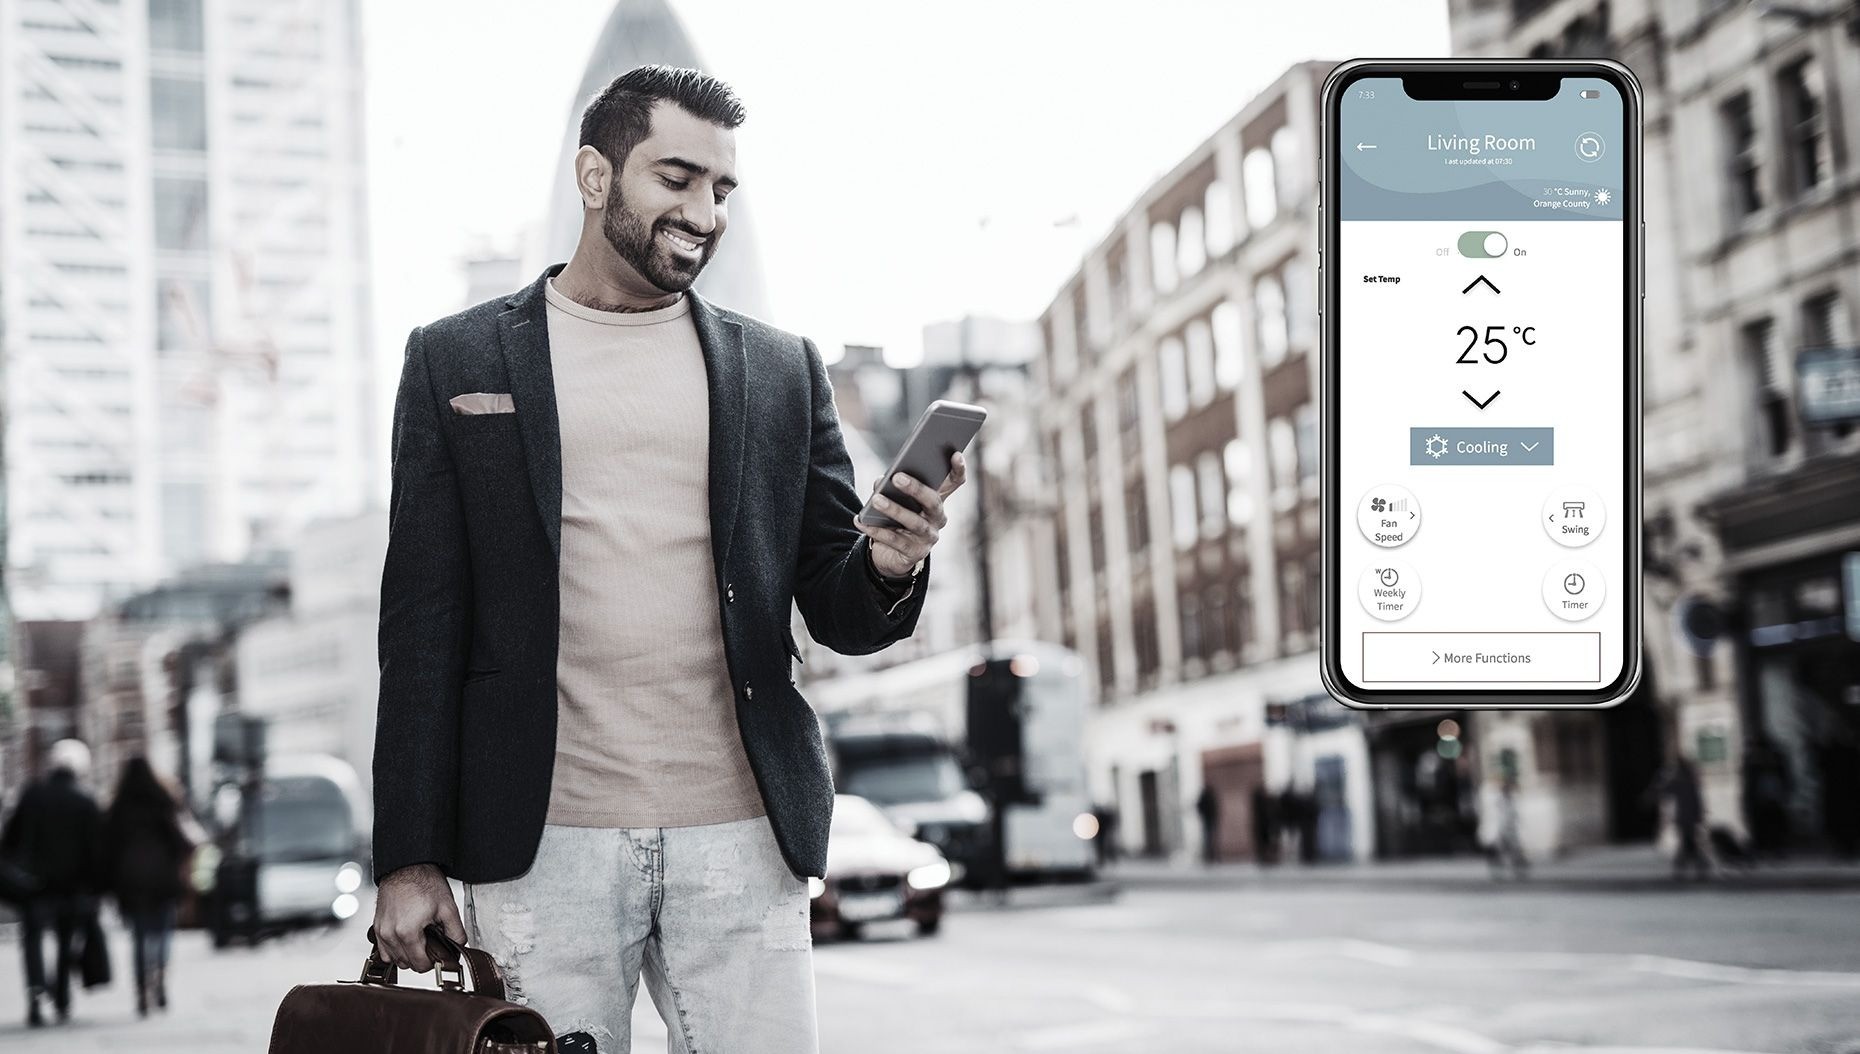 7:33
Living Room
Last updated at 07:30
30 °C Sunny,
Orange County
Off
On
Set Temp
25 °C
Cooling
Fan
Speed
Swing
W
Weekly
Timer
Timer
More Functions